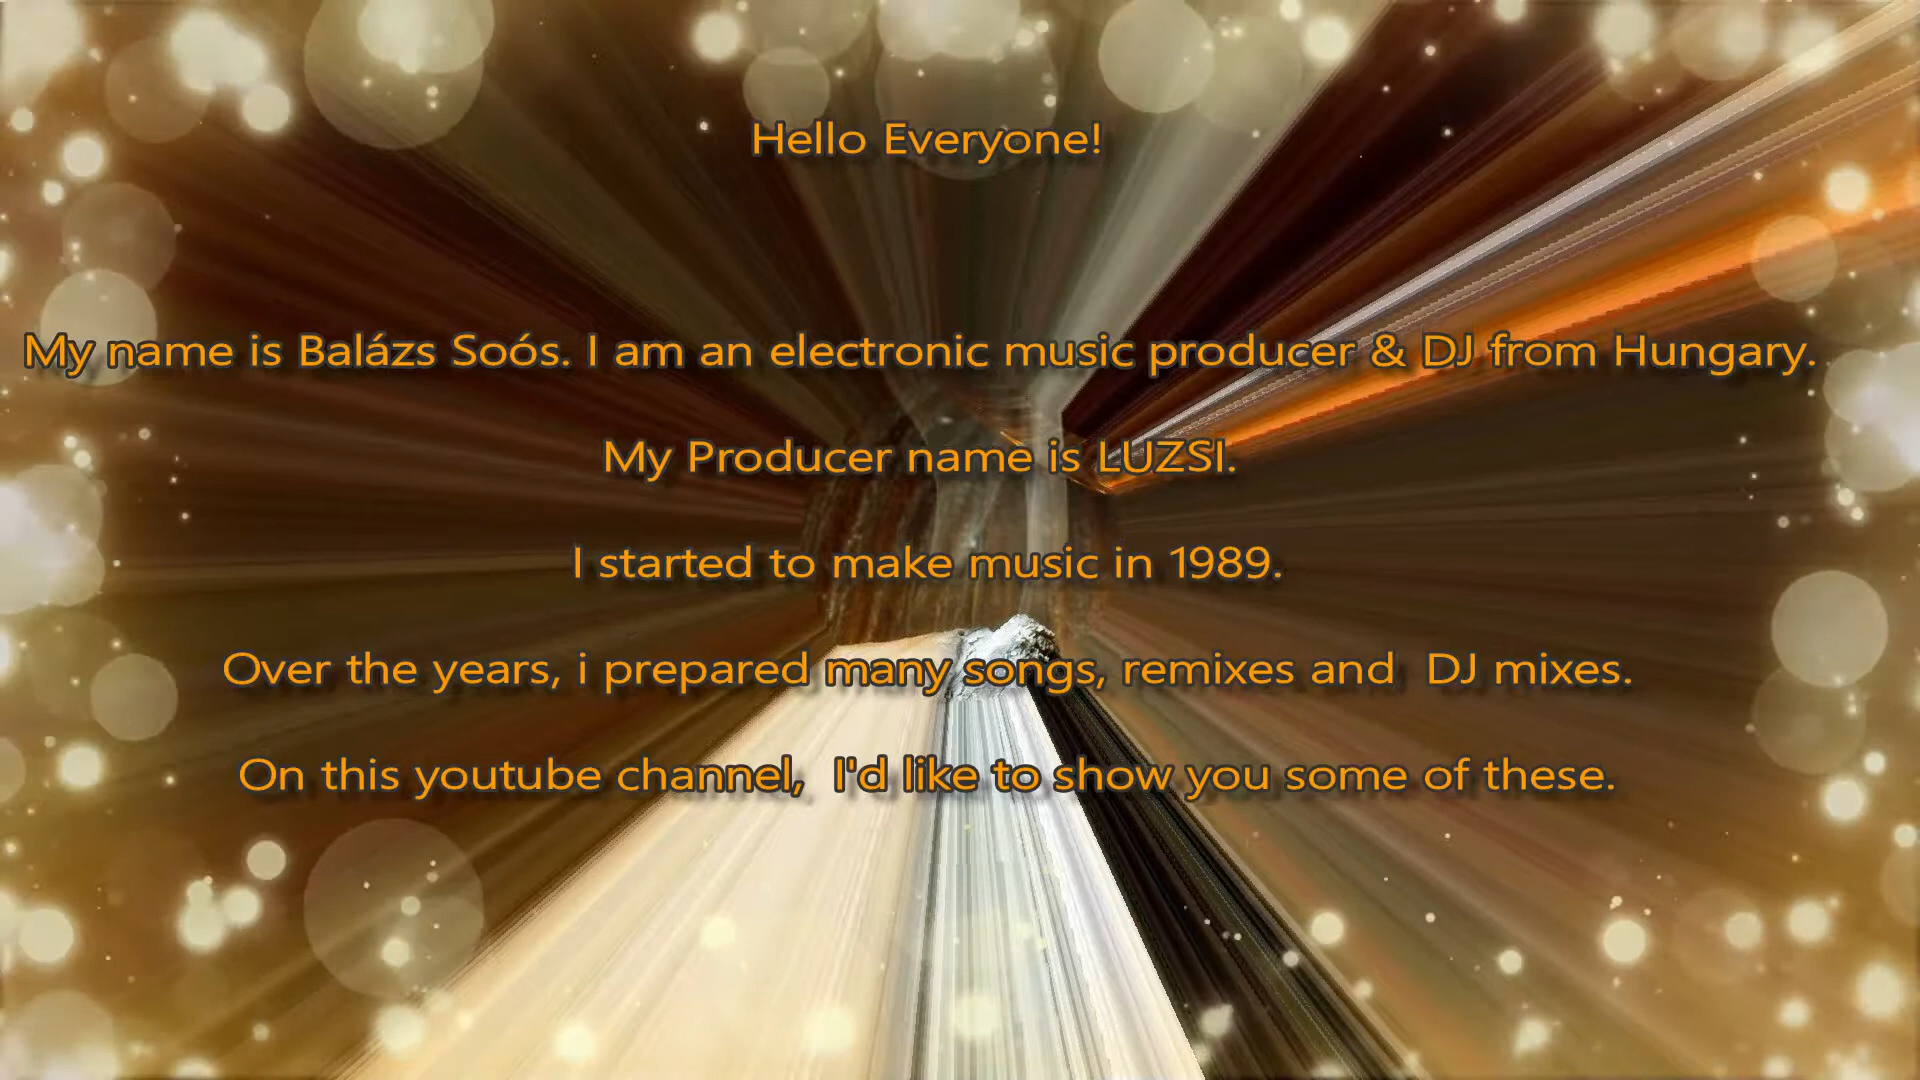 Hello Everyone!
My name is Balázs Soós. I am an electronic music producer & DJ from Hungary.
My Producer name is LUZSI.
I started to make music in 1989.
Over the years, i prepared many songs, remixes and  DJ mixes.
On this youtube channel,  I'd like to show you some of these.